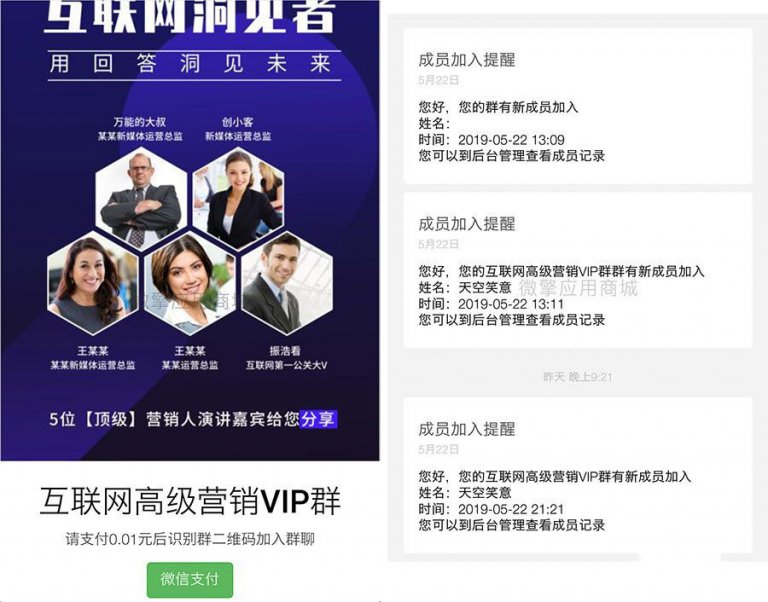 互联网洞见者
用回答洞见未来
万能的大叔
某某新媒体运营总监
创小客
新媒体运营总监
王某某
某某新媒体运营总监
王某某
某某运营总监
振浩看
互联网第一公关大V
微擎应用商城
5位【顶级】营销人演讲嘉宾给您分享
互联网高级营销VIP群
请支付0.01元后识别群二维码加入群聊
微信支付
成员加入提醒
5月22日
您好，您的群有新成员加入
姓名：
时间：2019-05-22 13:09
您可以到后台管理查看成员记录
成员加入提醒
5月22日
您好，您的互联网高级营销VIP群群有新成员加入
姓名：天空笑意
微擎应用商城
时间：2019-05-22 13:11
您可以到后台管理查看成员记录
昨天 晚上9:21
成员加入提醒
5月22日
您好，您的互联网高级营销VIP群有新成员加入
姓名：天空笑意
时间：2019-05-22 21:21
您可以到后台管理查看成员记录